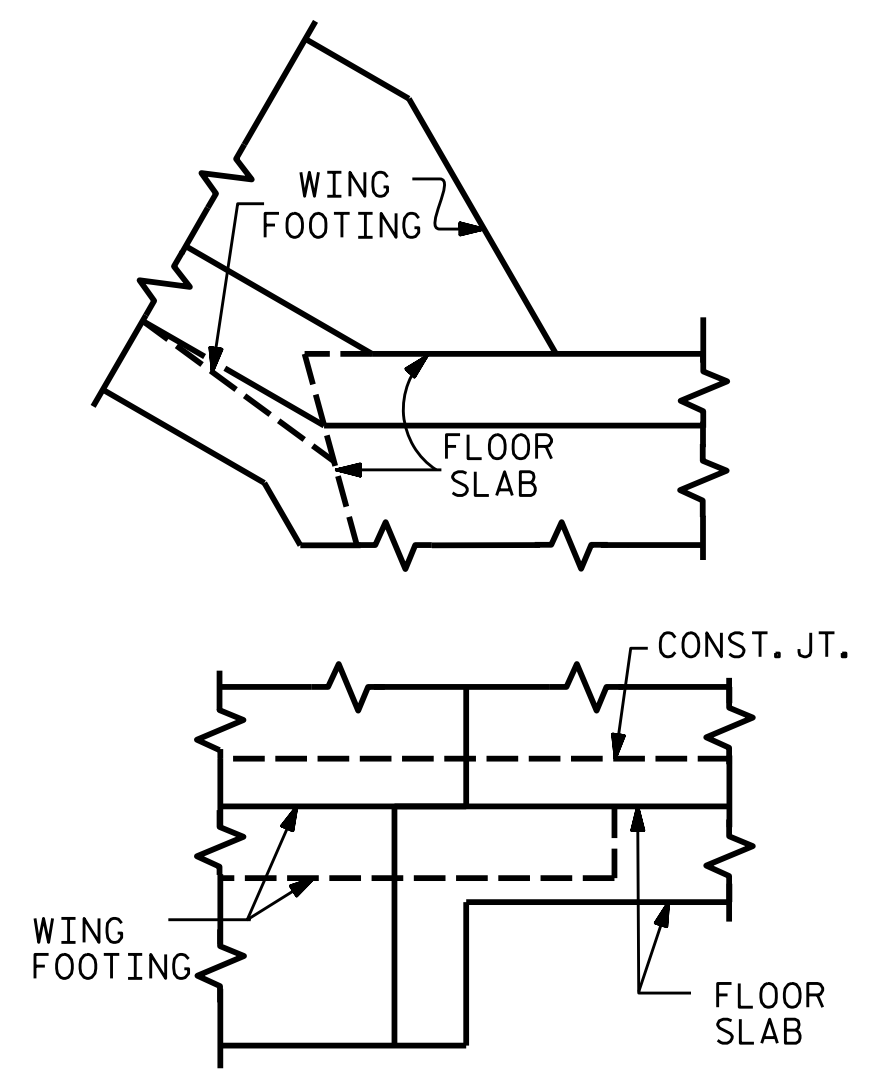 WING
FOOTING
FLOOR
SLAB
CONST. JT.
WING
FOOTING
FLOOR
SLAB